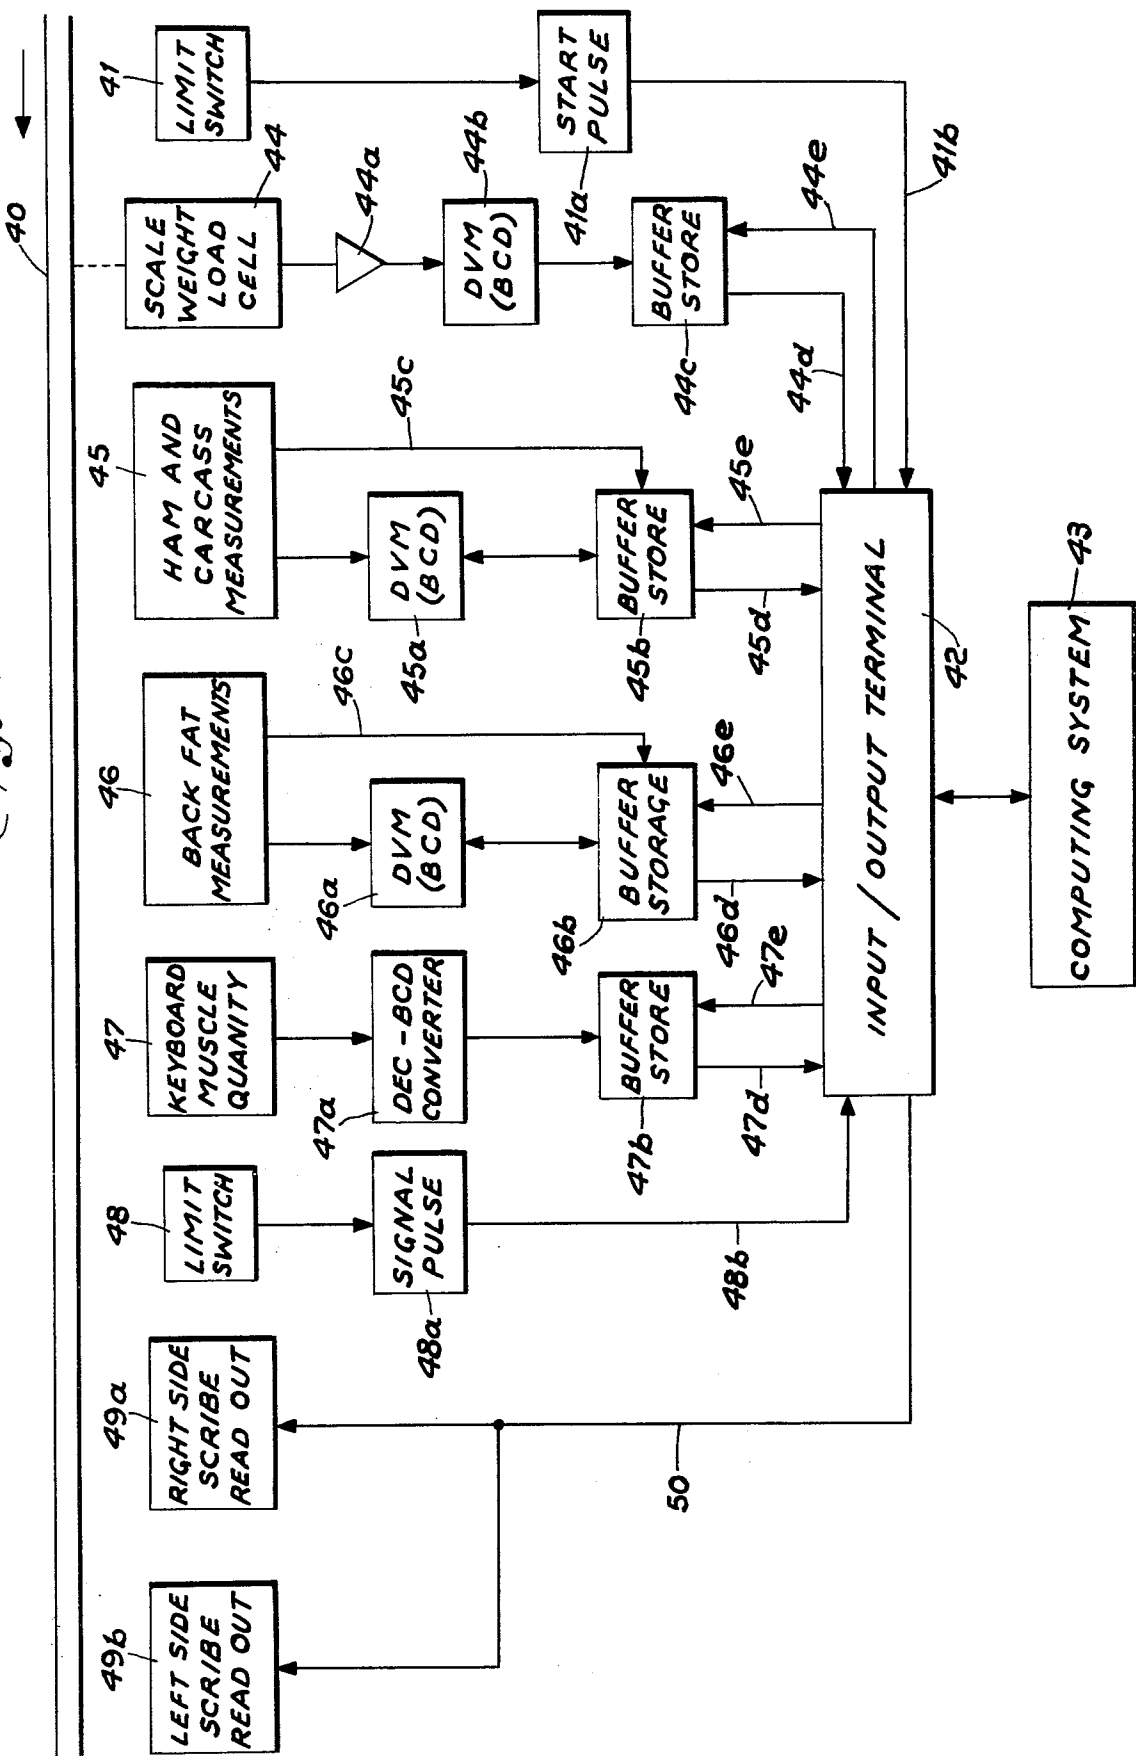 40
49b
LEFT SIDE
SCRIBE
READ OUT
49a
RIGHT SIDE
SCRIBE
READ OUT
48
LIMIT
SWITCH
47
KEYBOARD
MUSCLE
QUANITY
46
BACK FAT
MEASUREMENTS
45
HAM AND
CARCASS
MEASUREMENTS
44
SCALE
WEIGHT
LOAD
CELL
41
LIMIT
SWITCH
44a
46c
45c
48a
SIGNAL
PULSE
47a
DEC-BCD
CONVERTER
46a
DVM
(BCD)
45a
DVM
(BCD)
44b
DVM
(BCD)
41a
START
PULSE
47b
BUFFER
STORE
46b
BUFFER
STORAGE
45b
BUFFER
STORE
44c
BUFFER
STORE
50
48b
47d
47e
46d
46e
45d
45e
44d
44e
41b
INPUT / OUTPUT TERMINAL
42
COMPUTING SYSTEM
43